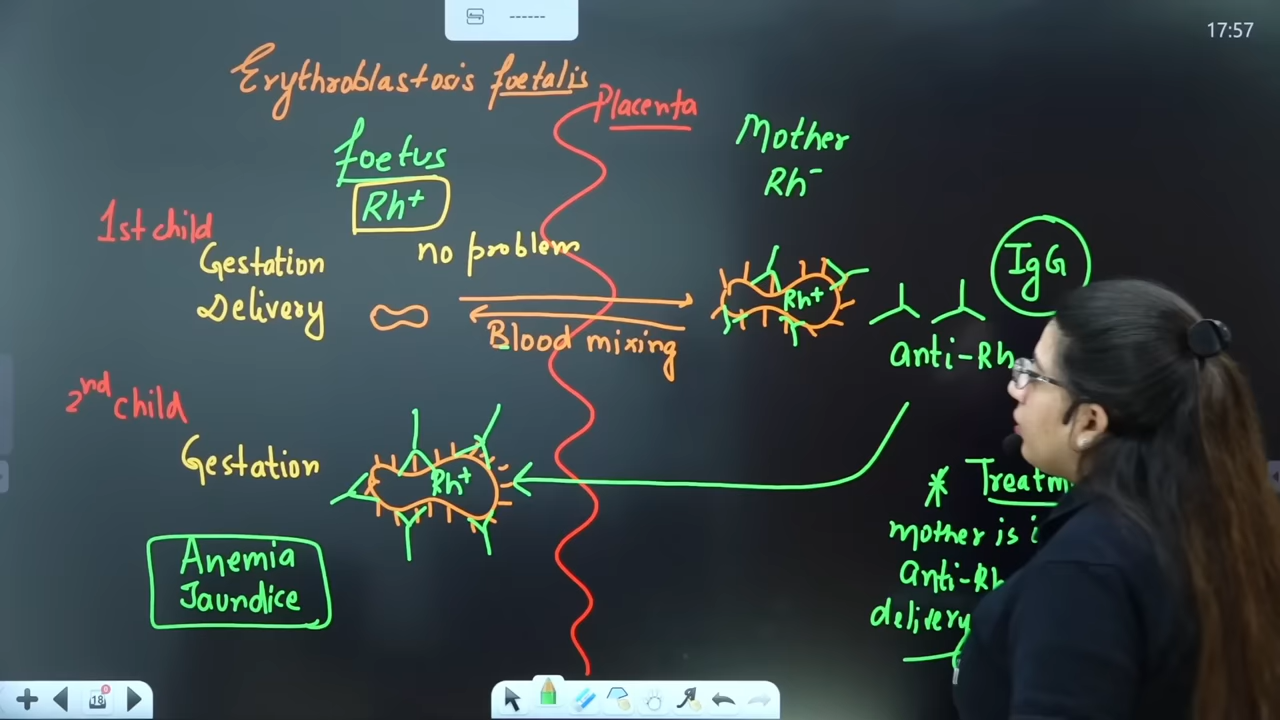 17:57
Erythroblastosis foetalis
Placenta
Foetus
Rh+
Mother
Rh-
1st child
Gestation
Delivery
no problem
Blood mixing
Rh+
IgG
anti-Rh
2nd child
Gestation
Rh+
Anemia
Jaundice
* Treatm
mother is i
anti-Rh
delivery
18